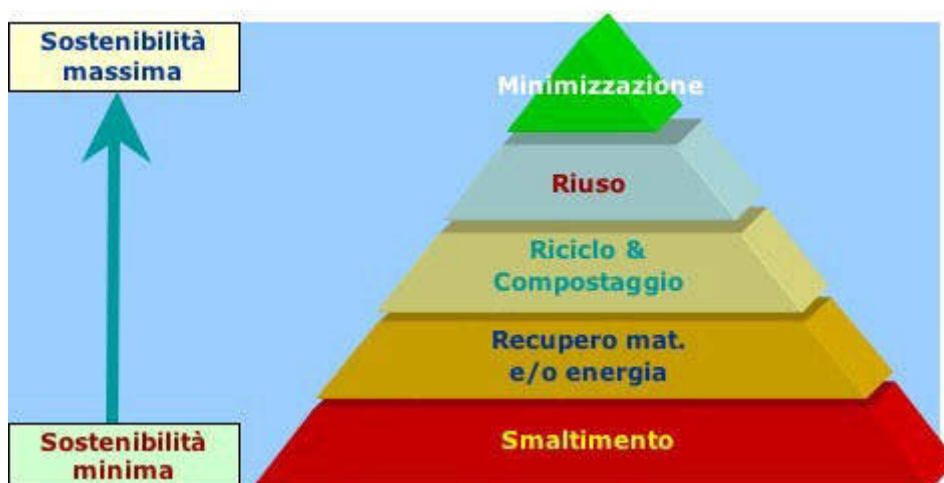 Sostenibilità
massima
Minimizzazione
Riuso
Riciclo &
Compostaggio
Recupero mat.
e/o energia
Smaltimento
Sostenibilità
minima